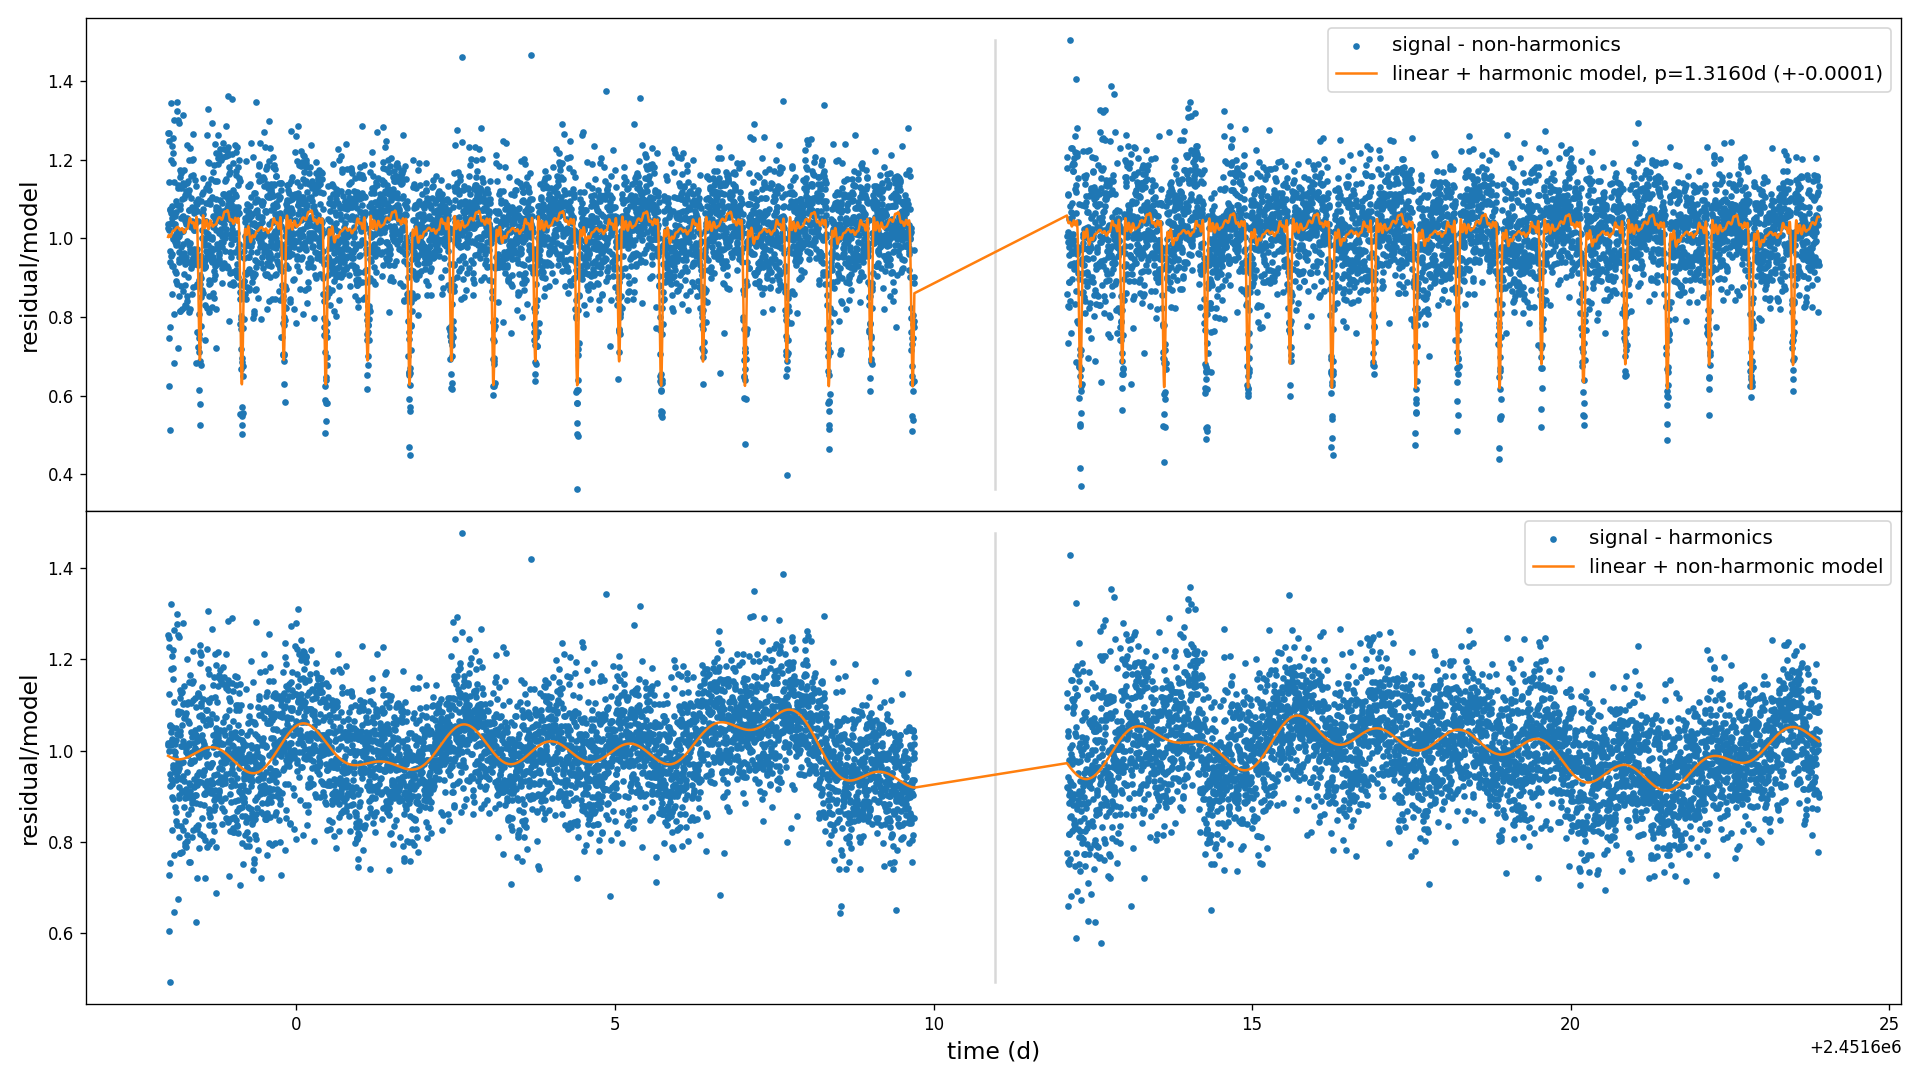 residual/model
1.4
1.2
1.0
0.8
0.6
0.4
signal - non-harmonics
linear + harmonic model, p=1.3160d (+-0.0001)
residual/model
1.4
1.2
1.0
0.8
0.6
signal - harmonics
linear + non-harmonic model
0 5 10 15 20 25
time (d)
+2.4516e6